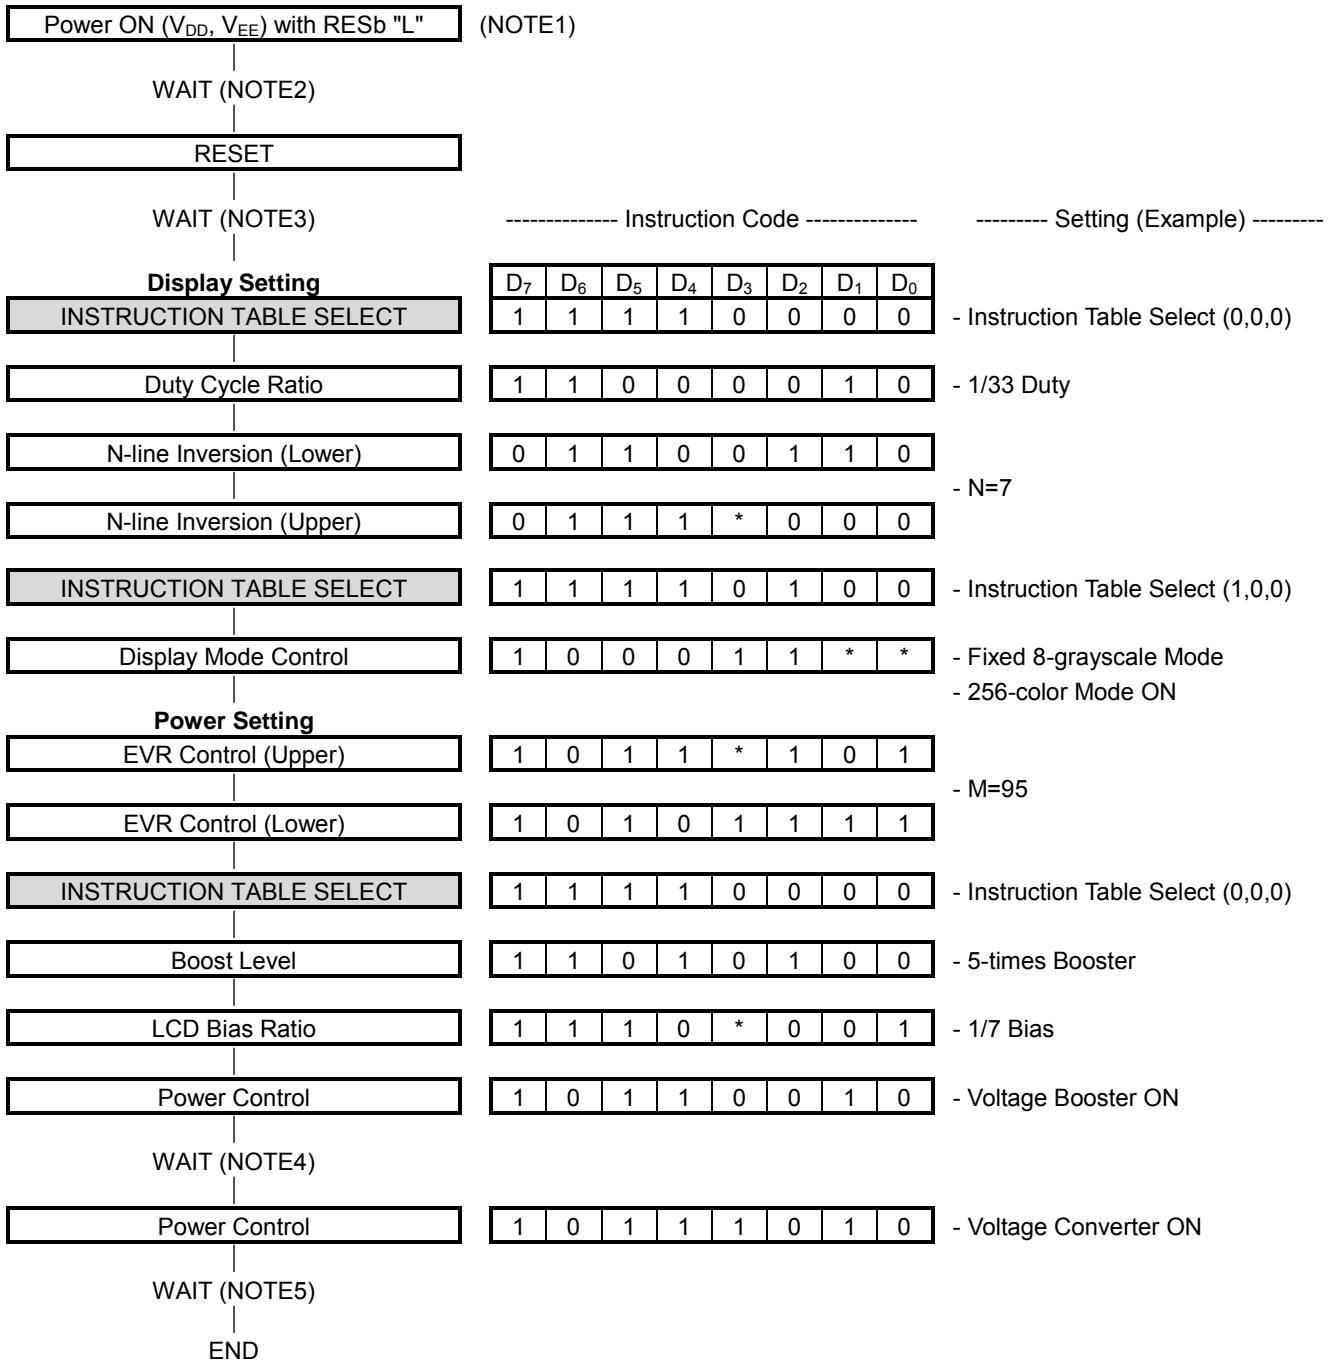 Power ON (VDD, VEE) with RESb "L" (NOTE1)
WAIT (NOTE2)
RESET
WAIT (NOTE3) -------------- Instruction Code -------------- --------- Setting (Example) ---------
Display Setting D7 D6 D5 D4 D3 D2 D1 D0
INSTRUCTION TABLE SELECT 1 1 1 1 0 0 0 0 - Instruction Table Select (0,0,0)
Duty Cycle Ratio 1 1 0 0 0 0 1 0 - 1/33 Duty
N-line Inversion (Lower) 0 1 1 0 0 1 1 0
- N=7
N-line Inversion (Upper) 0 1 1 1 * 0 0 0
INSTRUCTION TABLE SELECT 1 1 1 1 0 1 0 0 - Instruction Table Select (1,0,0)
Display Mode Control 1 0 0 0 1 1 * * - Fixed 8-grayscale Mode
- 256-color Mode ON
Power Setting
EVR Control (Upper) 1 0 1 1 * 1 0 1
- M=95
EVR Control (Lower) 1 0 1 0 1 1 1 1
INSTRUCTION TABLE SELECT 1 1 1 1 0 0 0 0 - Instruction Table Select (0,0,0)
Boost Level 1 1 0 1 0 1 0 0 - 5-times Booster
LCD Bias Ratio 1 1 1 0 * 0 0 1 - 1/7 Bias
Power Control 1 0 1 1 0 0 1 0 - Voltage Booster ON
WAIT (NOTE4)
Power Control 1 0 1 1 1 0 1 0 - Voltage Converter ON
WAIT (NOTE5)
END